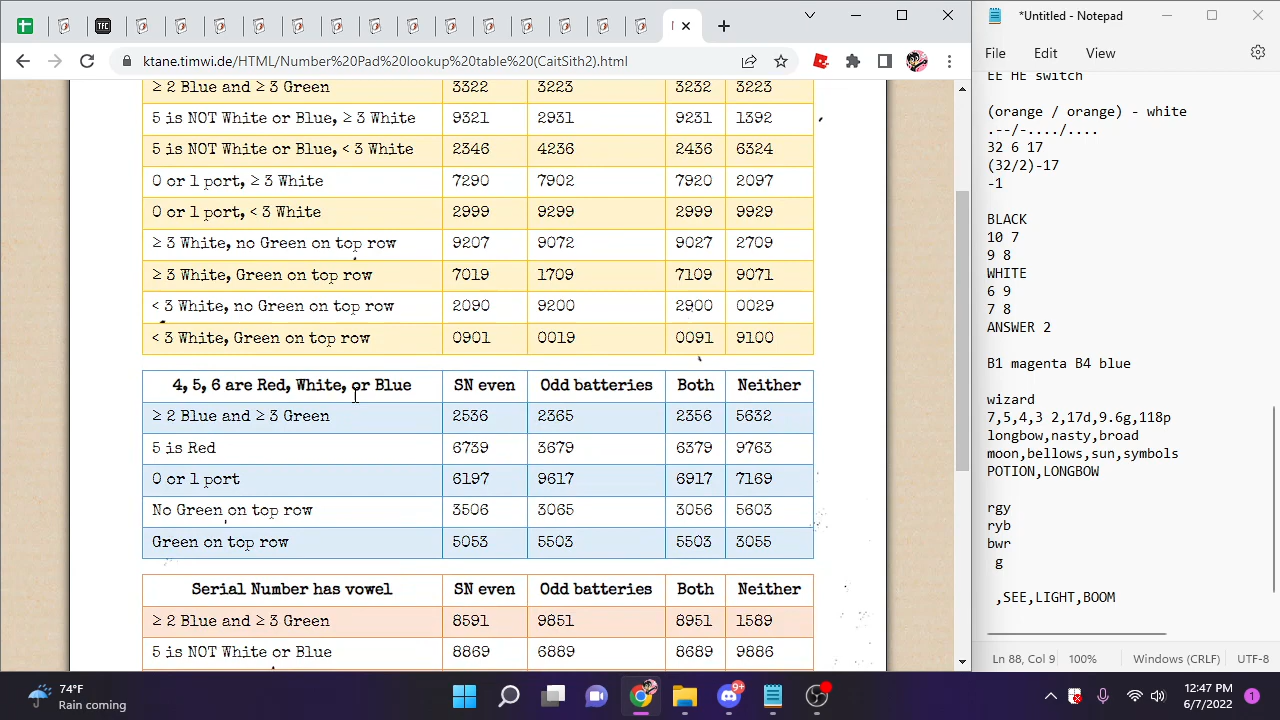 TFC
ktane.timwi.de/HTML/Number%20Pad%20lookup%20table%20(CatSith2).html
≥ 2 Blue and ≥ 3 Green 3322 3223 3232 3223
5 is NOT White or Blue, ≥ 3 White 9321 2931 9231 1392
5 is NOT White or Blue, < 3 White 2346 4236 2436 6324
0 or 1 port, ≥ 3 White 7290 7902 7920 2097
0 or 1 port, < 3 White 2999 9299 2999 9929
≥ 3 White, no Green on top row 9207 9072 9027 2709
≥ 3 White, Green on top row 7019 1709 7109 9071
< 3 White, no Green on top row 2090 9200 2900 0029
< 3 White, Green on top row 0901 0019 0091 9100
4, 5, 6 are Red, White, or Blue SN even Odd batteries Both Neither
≥ 2 Blue and ≥ 3 Green 2536 2365 2356 5632
5 is Red 6739 3679 6379 9763
0 or 1 port 6197 9617 6917 7169
No Green on top row 3506 3065 3056 5603
Green on top row 5053 5503 5503 3055
Serial Number has vowel SN even Odd batteries Both Neither
≥ 2 Blue and ≥ 3 Green 8591 9851 8951 1589
5 is NOT White or Blue 8869 6889 8689 9886
*Untitled - Notepad
File Edit View
EE HE switch
(orange / orange) - white
.--/-..../....
32 6 17
(32/2)-17
-1
BLACK
10 7
9 8
WHITE
6 9
7 8
ANSWER 2
B1 magenta B4 blue
wizard
7,5,4,3 2,17d,9.6g,118p
longbow,nasty,broad
moon,bellows,sun,symbols
POTION,LONGBOW
rgy
ryb
bwr
g
,SEE,LIGHT,BOOM
Ln 88, Col 9 100% Windows (CRLF) UTF-8
74°F
Rain coming
9+
12:47 PM
6/7/2022
1